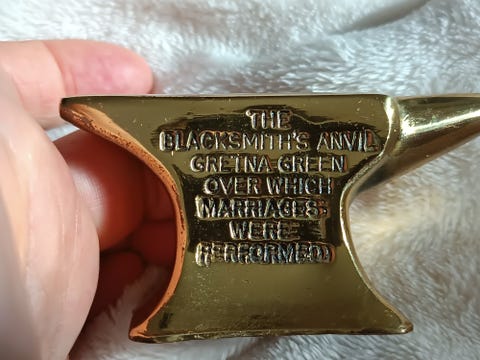 THE
BLACKSMITH'S ANVIL
GRETNA GREEN
OVER WHICH
MARRIAGES
WERE
PERFORMED